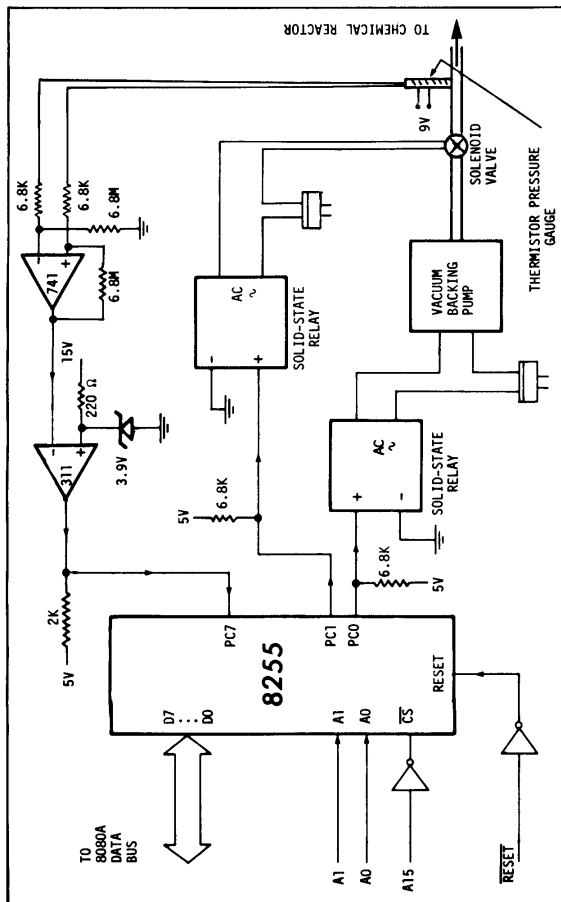 TO CHEMICAL REACTOR
6.8K
6.8K
6.8M
−
+
741
6.8M
9V
SOLENOID
VALVE
THERMISTOR PRESSURE
GAUGE
AC
~
−
+
SOLID-STATE
RELAY
VACUUM
BACKING
PUMP
15V
220 Ω
−
+
311
3.9V
AC
~
+
−
SOLID-STATE
RELAY
5V
6.8K
6.8K
5V
2K
5V
PC7
PC1
PC0
8255
D7
...
D0
A1
A0
CS
RESET
TO
8080A
DATA
BUS
A1
A0
A15
RESET